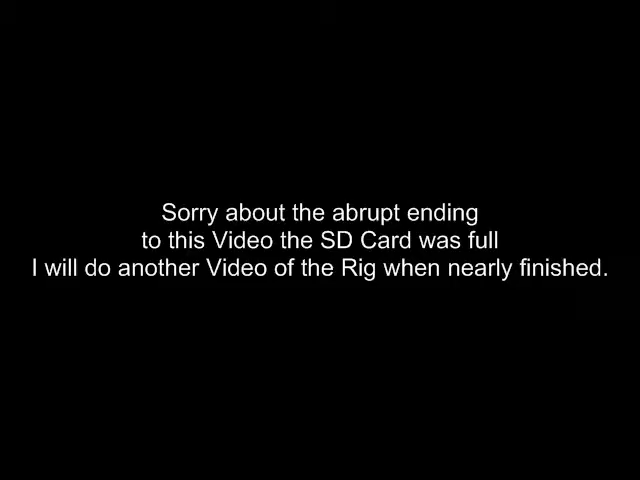 Sorry about the abrupt ending
to this Video the SD Card was full
I will do another Video of the Rig when nearly finished.